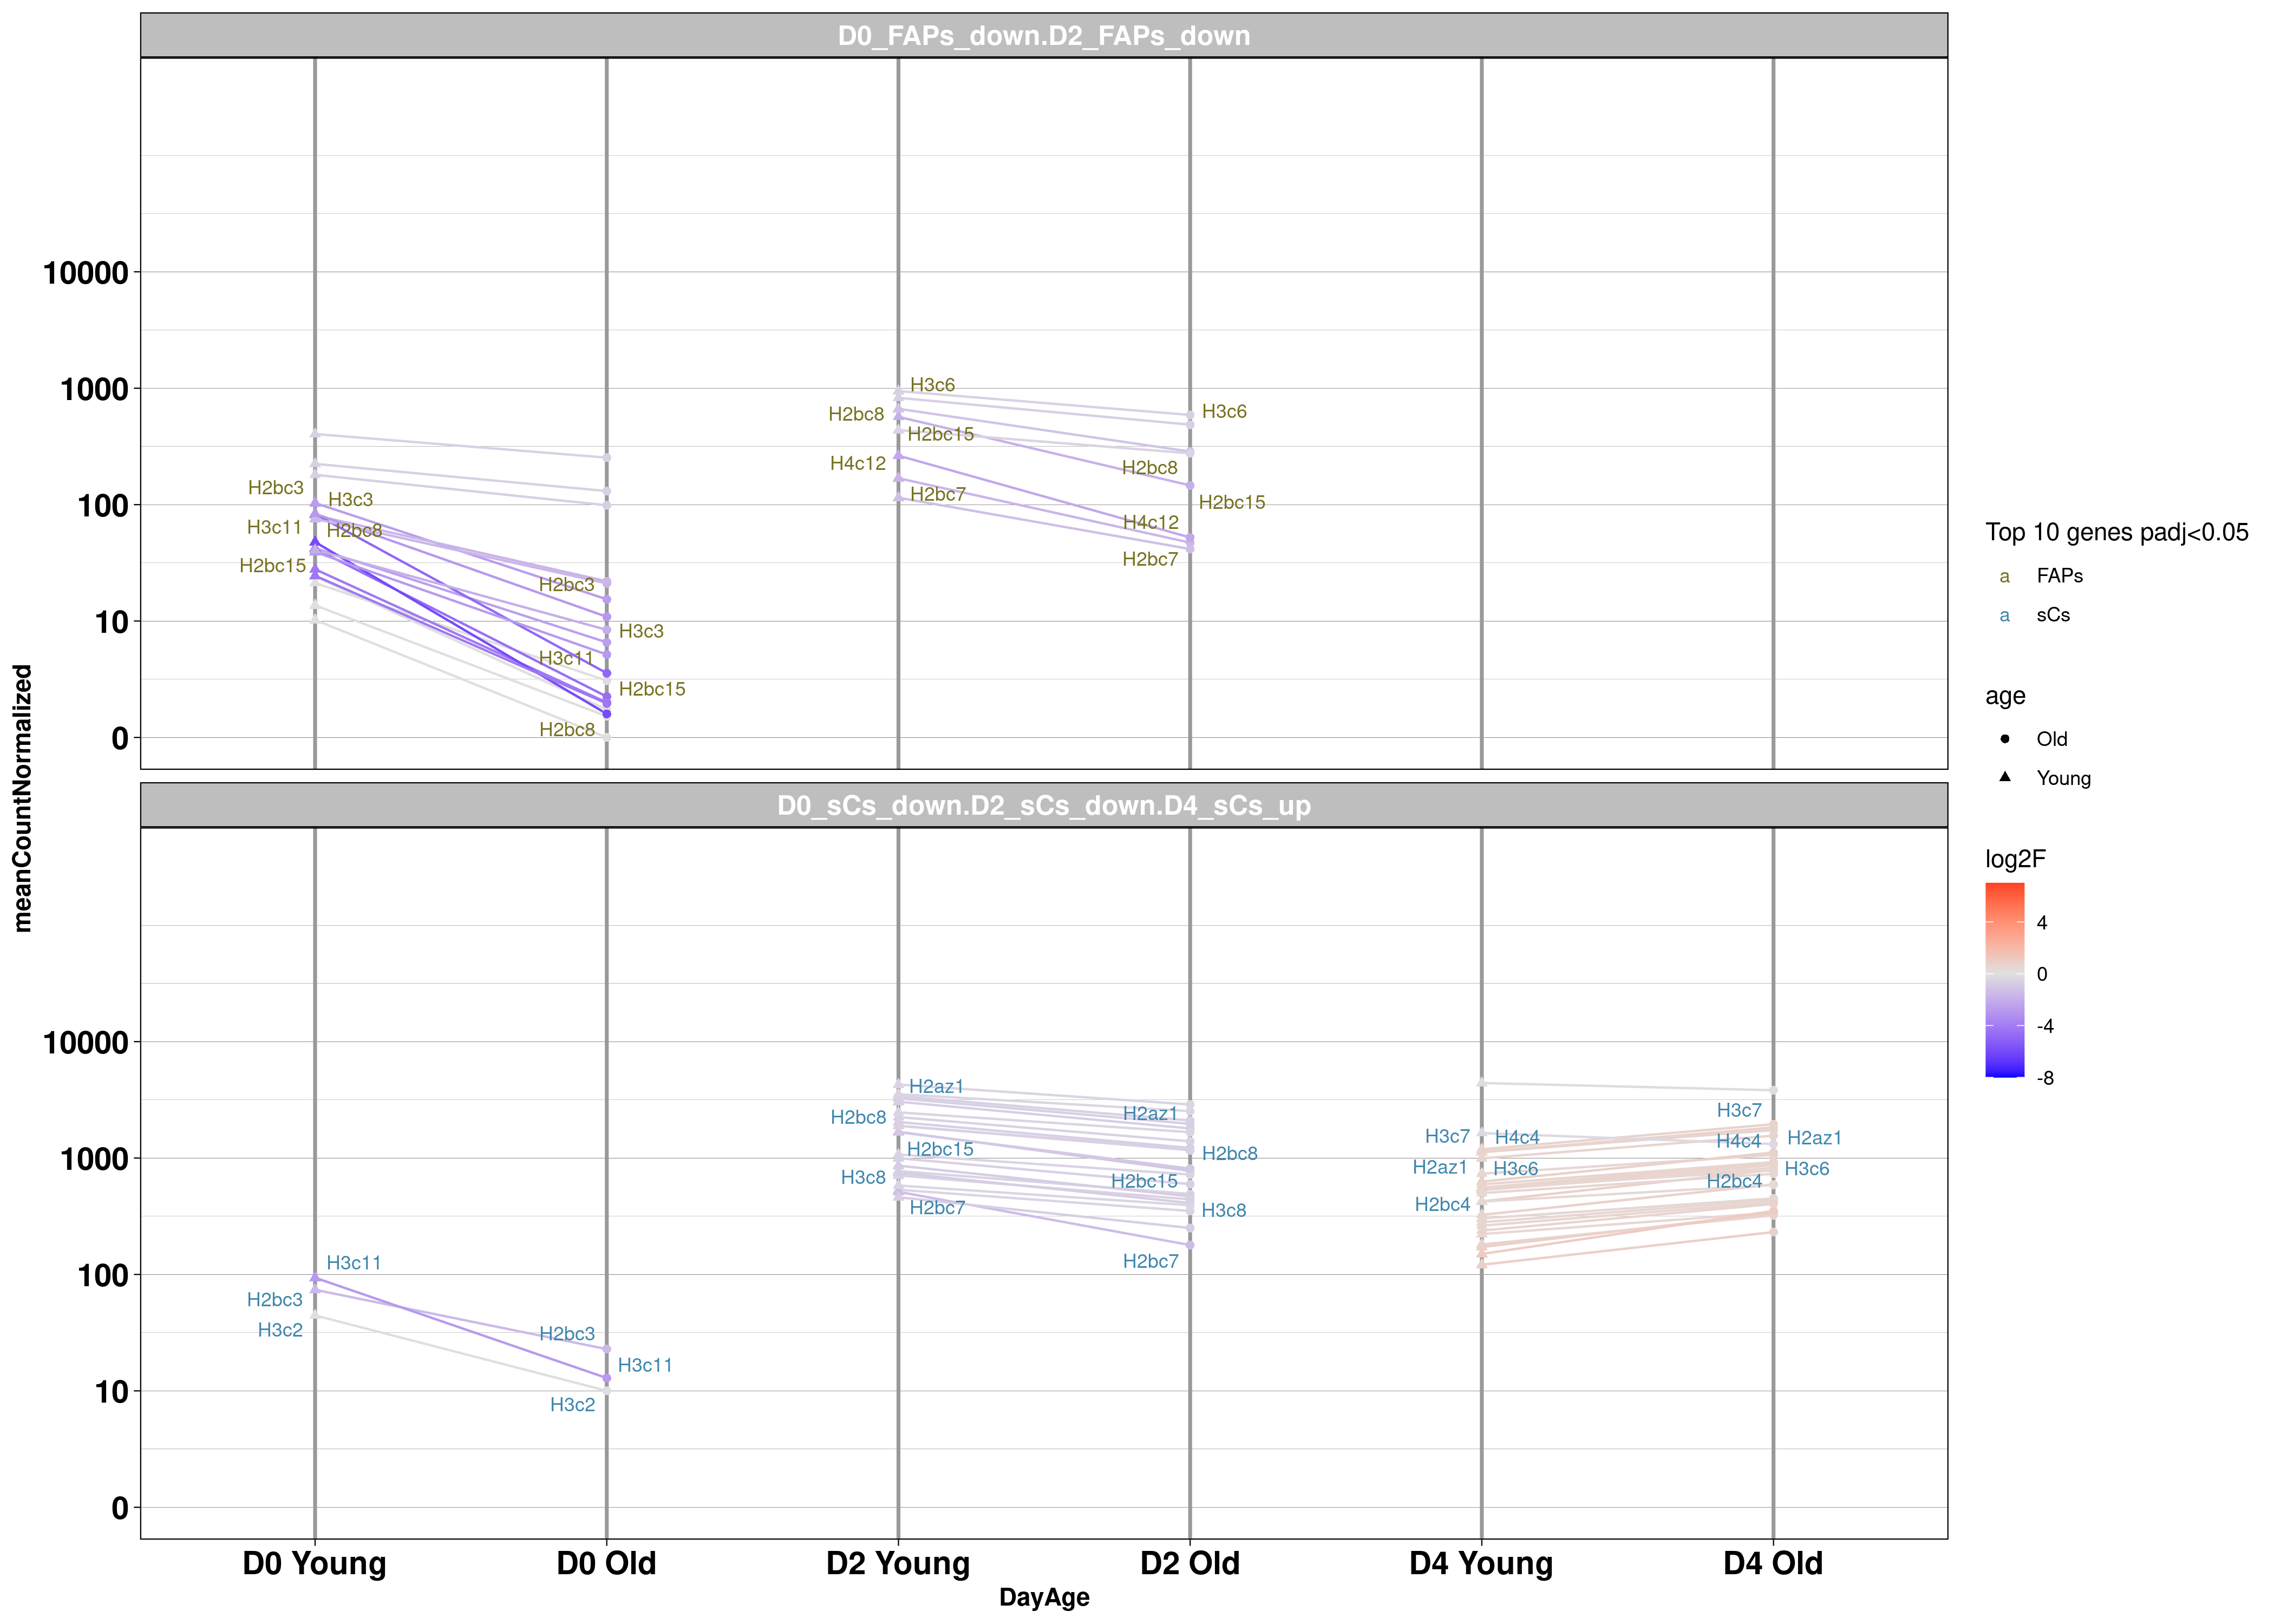 D0_FAPs_down.D2_FAPs_down
10000
1000
100
10
0
H2bc3
H3c3
H3c11
H2bc8
H2bc15
H2bc3
H3c3
H3c11
H2bc15
H2bc8
H3c6
H2bc8
H2bc15
H4c12
H2bc7
H3c6
H2bc8
H2bc15
H4c12
H2bc7
meanCountNormalized
D0_sCs_down.D2_sCs_down.D4_sCs_up
10000
1000
100
10
0
H3c11
H2bc3
H3c2
H2bc3
H3c11
H3c2
H2az1
H2bc8
H2bc15
H3c8
H2bc7
H2az1
H2bc8
H2bc15
H3c8
H2bc7
H3c7
H4c4
H2az1
H3c6
H2bc4
H3c7
H4c4
H2az1
H3c6
H2bc4
D0 Young
D0 Old
D2 Young
D2 Old
D4 Young
D4 Old
DayAge
Top 10 genes padj<0.05
a FAPs
a sCs
age
Old
Young
log2F
4
0
-4
-8